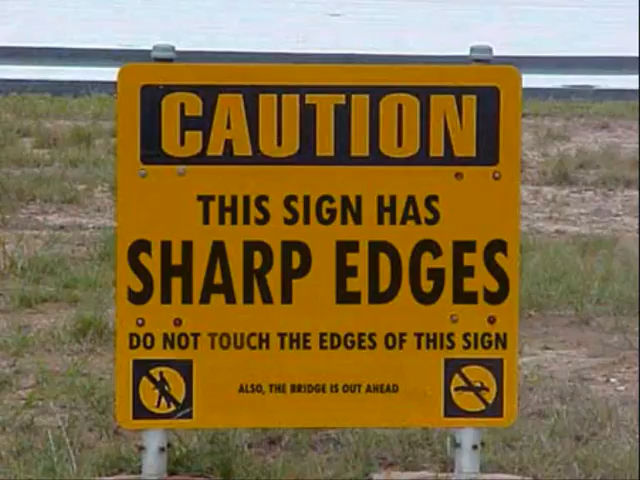 CAUTION
THIS SIGN HAS
SHARP EDGES
DO NOT TOUCH THE EDGES OF THIS SIGN
ALSO, THE BRIDGE IS OUT AHEAD